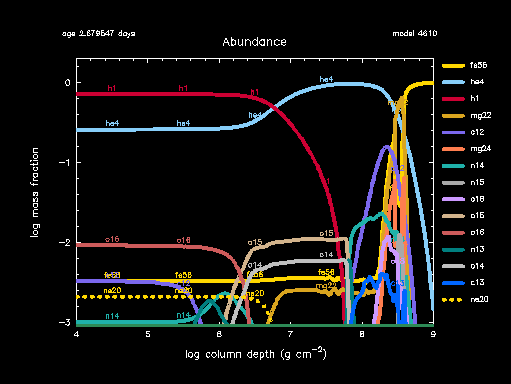 age 2.679847 days
model 4610
Abundance
log mass fraction
0
−1
−2
−3
4 5 6 7 8 9
log column depth (g cm−2)
h1 h1
he4 he4 he4 he4
h1
o16 o16
o15 o15
o14 o14
fe56 fe56 fe56 fe56
ne20 ne20 ne20
mg22
n14 n14
fe56
he4
h1
mg22
c12
mg24
n14
n15
o18
o15
o16
n13
o14
c13
ne20